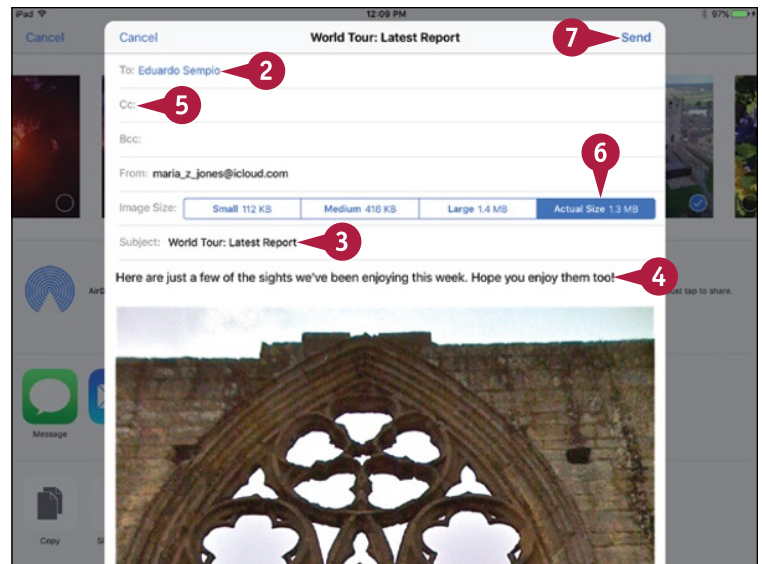 iPad 12:09 PM 97%
Cancel
Cancel World Tour: Latest Report 7 Send
To: Eduardo Sempio 2
Cc: 5
Bcc:
From: maria_z_jones@icloud.com
6
Image Size: Small 112 KB Medium 416 KB Large 1.4 MB Actual Size 1.3 MB
Subject: World Tour: Latest Report 3
Here are just a few of the sights we've been enjoying this week. Hope you enjoy them too! 4
tap to share.
Message
Copy